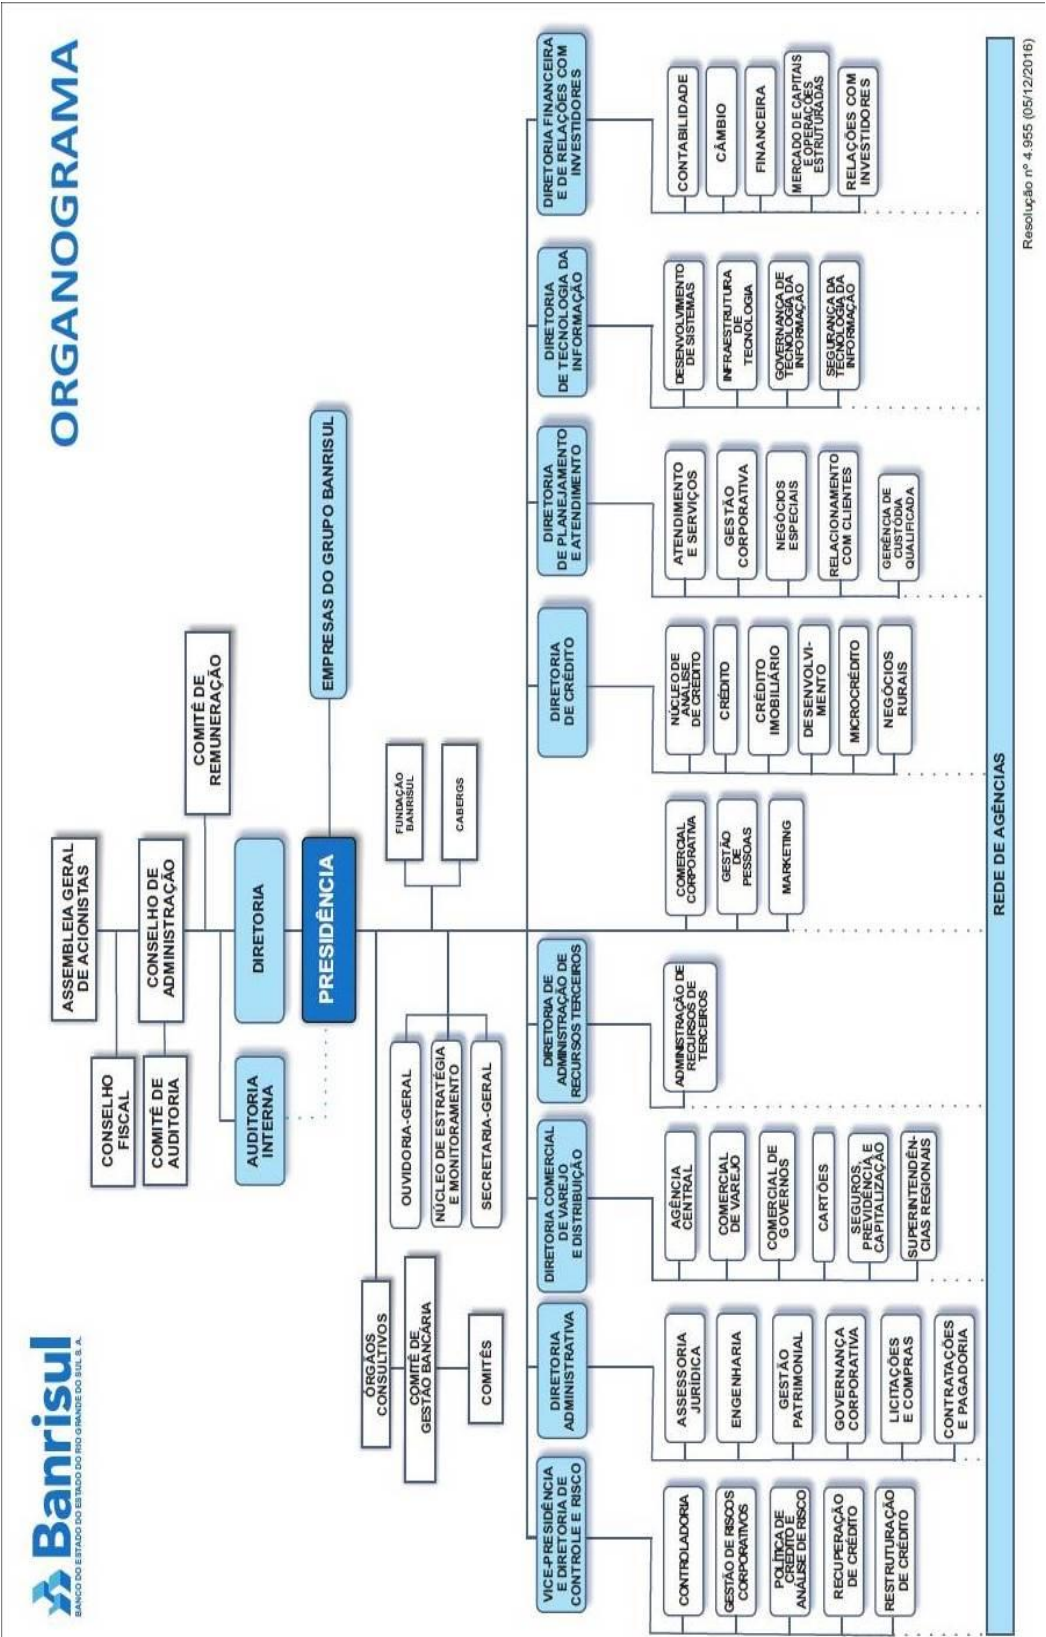 Banrisul
BANCO DO ESTADO DO ESTADO DO RIO GRANDE DO SUL S. A.
ORGANOGRAMA
ASSEMBLEIA GERAL
DE ACIONISTAS
CONSELHO
FISCAL
CONSELHO DE
ADMINISTRAÇÃO
COMITÊ DE
AUDITORIA
COMITÊ DE
REMUNERAÇÃO
AUDITORIA
INTERNA
DIRETORIA
PRESIDÊNCIA
EMPRESAS DO GRUPO BANRISUL
ÓRGÃOS
CONSULTIVOS
COMITÊ DE
GESTÃO BANCÁRIA
COMITÊS
OUVIDORIA-GERAL
NÚCLEO DE ESTRATÉGIA
E MONITORAMENTO
SECRETARIA-GERAL
FUNDAÇÃO
BANRISUL
CABERGS
VICE-PRESIDÊNCIA
E DIRETORIA DE
CONTROLE E RISCO
CONTROLADORIA
GESTÃO DE RISCOS
CORPORATIVOS
POLÍTICA DE
CRÉDITO E
ANÁLISE DE RISCO
RECUPERAÇÃO
DE CRÉDITO
RESTRUTURAÇÃO
DE CRÉDITO
DIRETORIA
ADMINISTRATIVA
ASSESSORIA
JURÍDICA
ENGENHARIA
GESTÃO
PATRIMONIAL
GOVERNANÇA
CORPORATIVA
LICITAÇÕES
E COMPRAS
CONTRATAÇÕES
E PAGADORIA
DIRETORIA COMERCIAL
DE VAREJO
E DISTRIBUIÇÃO
AGÊNCIA
CENTRAL
COMERCIAL
DE VAREJO
COMERCIAL DE
GOVERNOS
CARTÕES
SEGUROS,
PREVIDÊNCIA E
CAPITALIZAÇÃO
SUPERINTENDÊN-
CIAS REGIONAIS
DIRETORIA DE
ADMINISTRAÇÃO DE
RECURSOS TERCEIROS
ADMINISTRAÇÃO DE
RECURSOS DE
TERCEIROS
COMERCIAL
CORPORATIVA
GESTÃO
DE
PESSOAS
MARKETING
DIRETORIA
DE CRÉDITO
NÚCLEO DE
ANÁLISE
DE CRÉDITO
CRÉDITO
CRÉDITO
IMOBILIÁRIO
DESENVOLVI-
MENTO
MICROCRÉDITO
NEGÓCIOS
RURAIS
DIRETORIA
DE PLANEJAMENTO
E ATENDIMENTO
ATENDIMENTO
E SERVIÇOS
GESTÃO
CORPORATIVA
NEGÓCIOS
ESPECIAIS
RELACIONAMENTO
COM CLIENTES
GERÊNCIA DE
CUSTÓDIA
QUALIFICADA
DIRETORIA
DE TECNOLOGIA DA
INFORMAÇÃO
DESENVOLVIMENTO
DE SISTEMAS
INFRAESTRUTURA
DE
TECNOLOGIA
GOVERNANÇA DE
TECNOLOGIA DA
INFORMAÇÃO
SEGURANÇA DA
TECNOLOGIA DA
INFORMAÇÃO
DIRETORIA FINANCEIRA
E DE RELAÇÕES COM
INVESTIDORES
CONTABILIDADE
CÂMBIO
FINANCEIRA
MERCADO DE CAPITAIS
E OPERAÇÕES
ESTRUTURADAS
RELAÇÕES COM
INVESTIDORES
REDE DE AGÊNCIAS
Resolução nº 4.955 (05/12/2016)